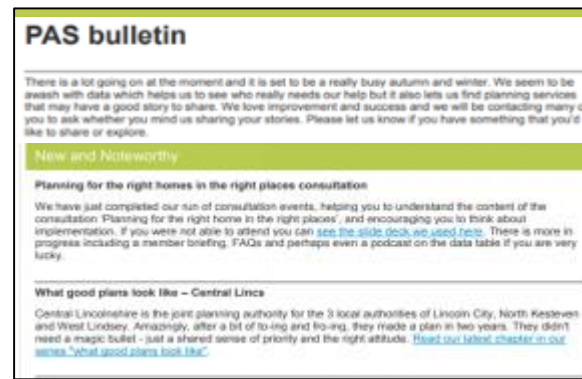 PAS bulletin
There is a lot going on at the moment and it is set to be a really busy autumn and winter. We seem to be
awash with data which helps us to see who really needs our help but it also lets us find planning services
that may have a good story to share. We love improvement and success and we will be contacting many o
you to ask whether you mind us sharing your stories. Please let us know if you have something that you'd
like to share or explore.
New and Noteworthy
Planning for the right homes in the right places consultation
We have just completed our run of consultation events, helping you to understand the content of the
consultation 'Planning for the right home in the right places', and encouraging you to think about
implementation. If you were not able to attend you can see the slide deck we used here. There is more in
progress including a member briefing, FAQs and perhaps even a podcast on the data table if you are very
lucky.
What good plans look like – Central Lincs
Central Lincolnshire is the joint planning authority for the 3 local authorities of Lincoln City, North Kesteven
and West Lindsey. Amazingly, after a bit of to-ing and fro-ing, they made a plan in two years. They didn't
need a magic bullet - just a shared sense of priority and the right attitude. Read our latest chapter in our
series "what good plans look like".